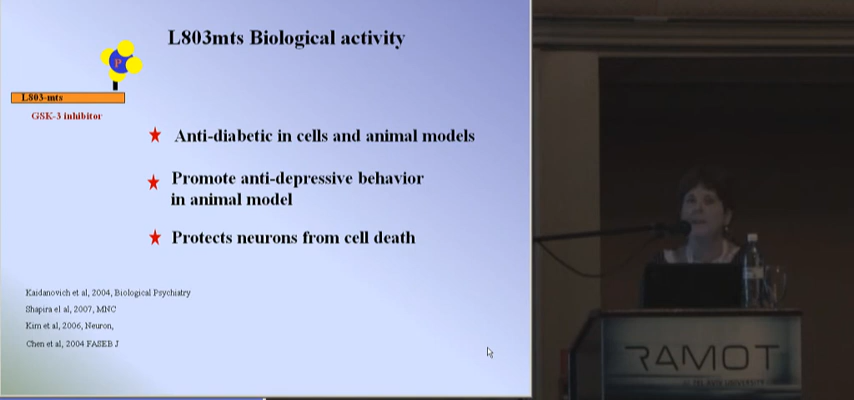 L803mts Biological activity
P
L803-mts
GSK-3 inhibitor
Anti-diabetic in cells and animal models
Promote anti-depressive behavior
in animal model
Protects neurons from cell death
Kaidanovich et al, 2004, Biological Psychiatry
Shapira el al, 2007, MNC
Kim et al, 2006, Neuron,
Chen et al, 2004 FASEB J
RAMOT